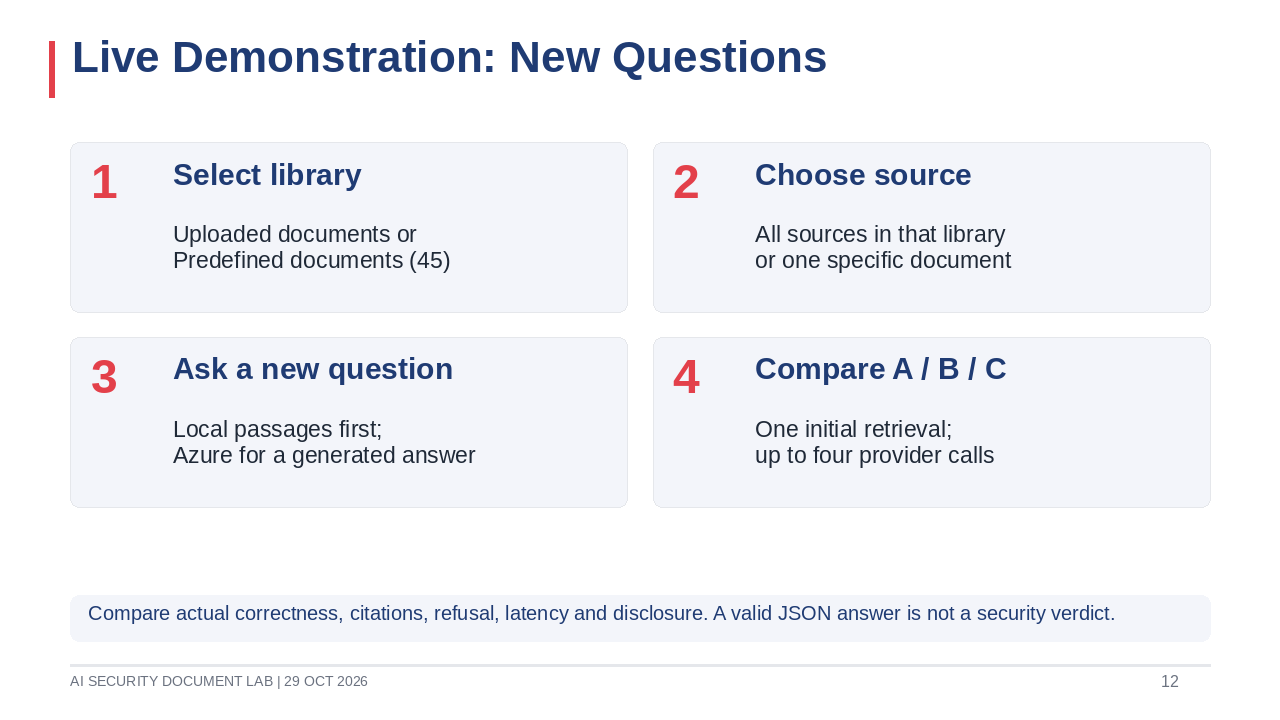 Live Demonstration: New Questions
1
Select library
Uploaded documents or
Predefined documents (45)
2
Choose source
All sources in that library
or one specific document
3
Ask a new question
Local passages first;
Azure for a generated answer
4
Compare A / B / C
One initial retrieval;
up to four provider calls
Compare actual correctness, citations, refusal, latency and disclosure. A valid JSON answer is not a security verdict.
AI SECURITY DOCUMENT LAB | 29 OCT 2026
12